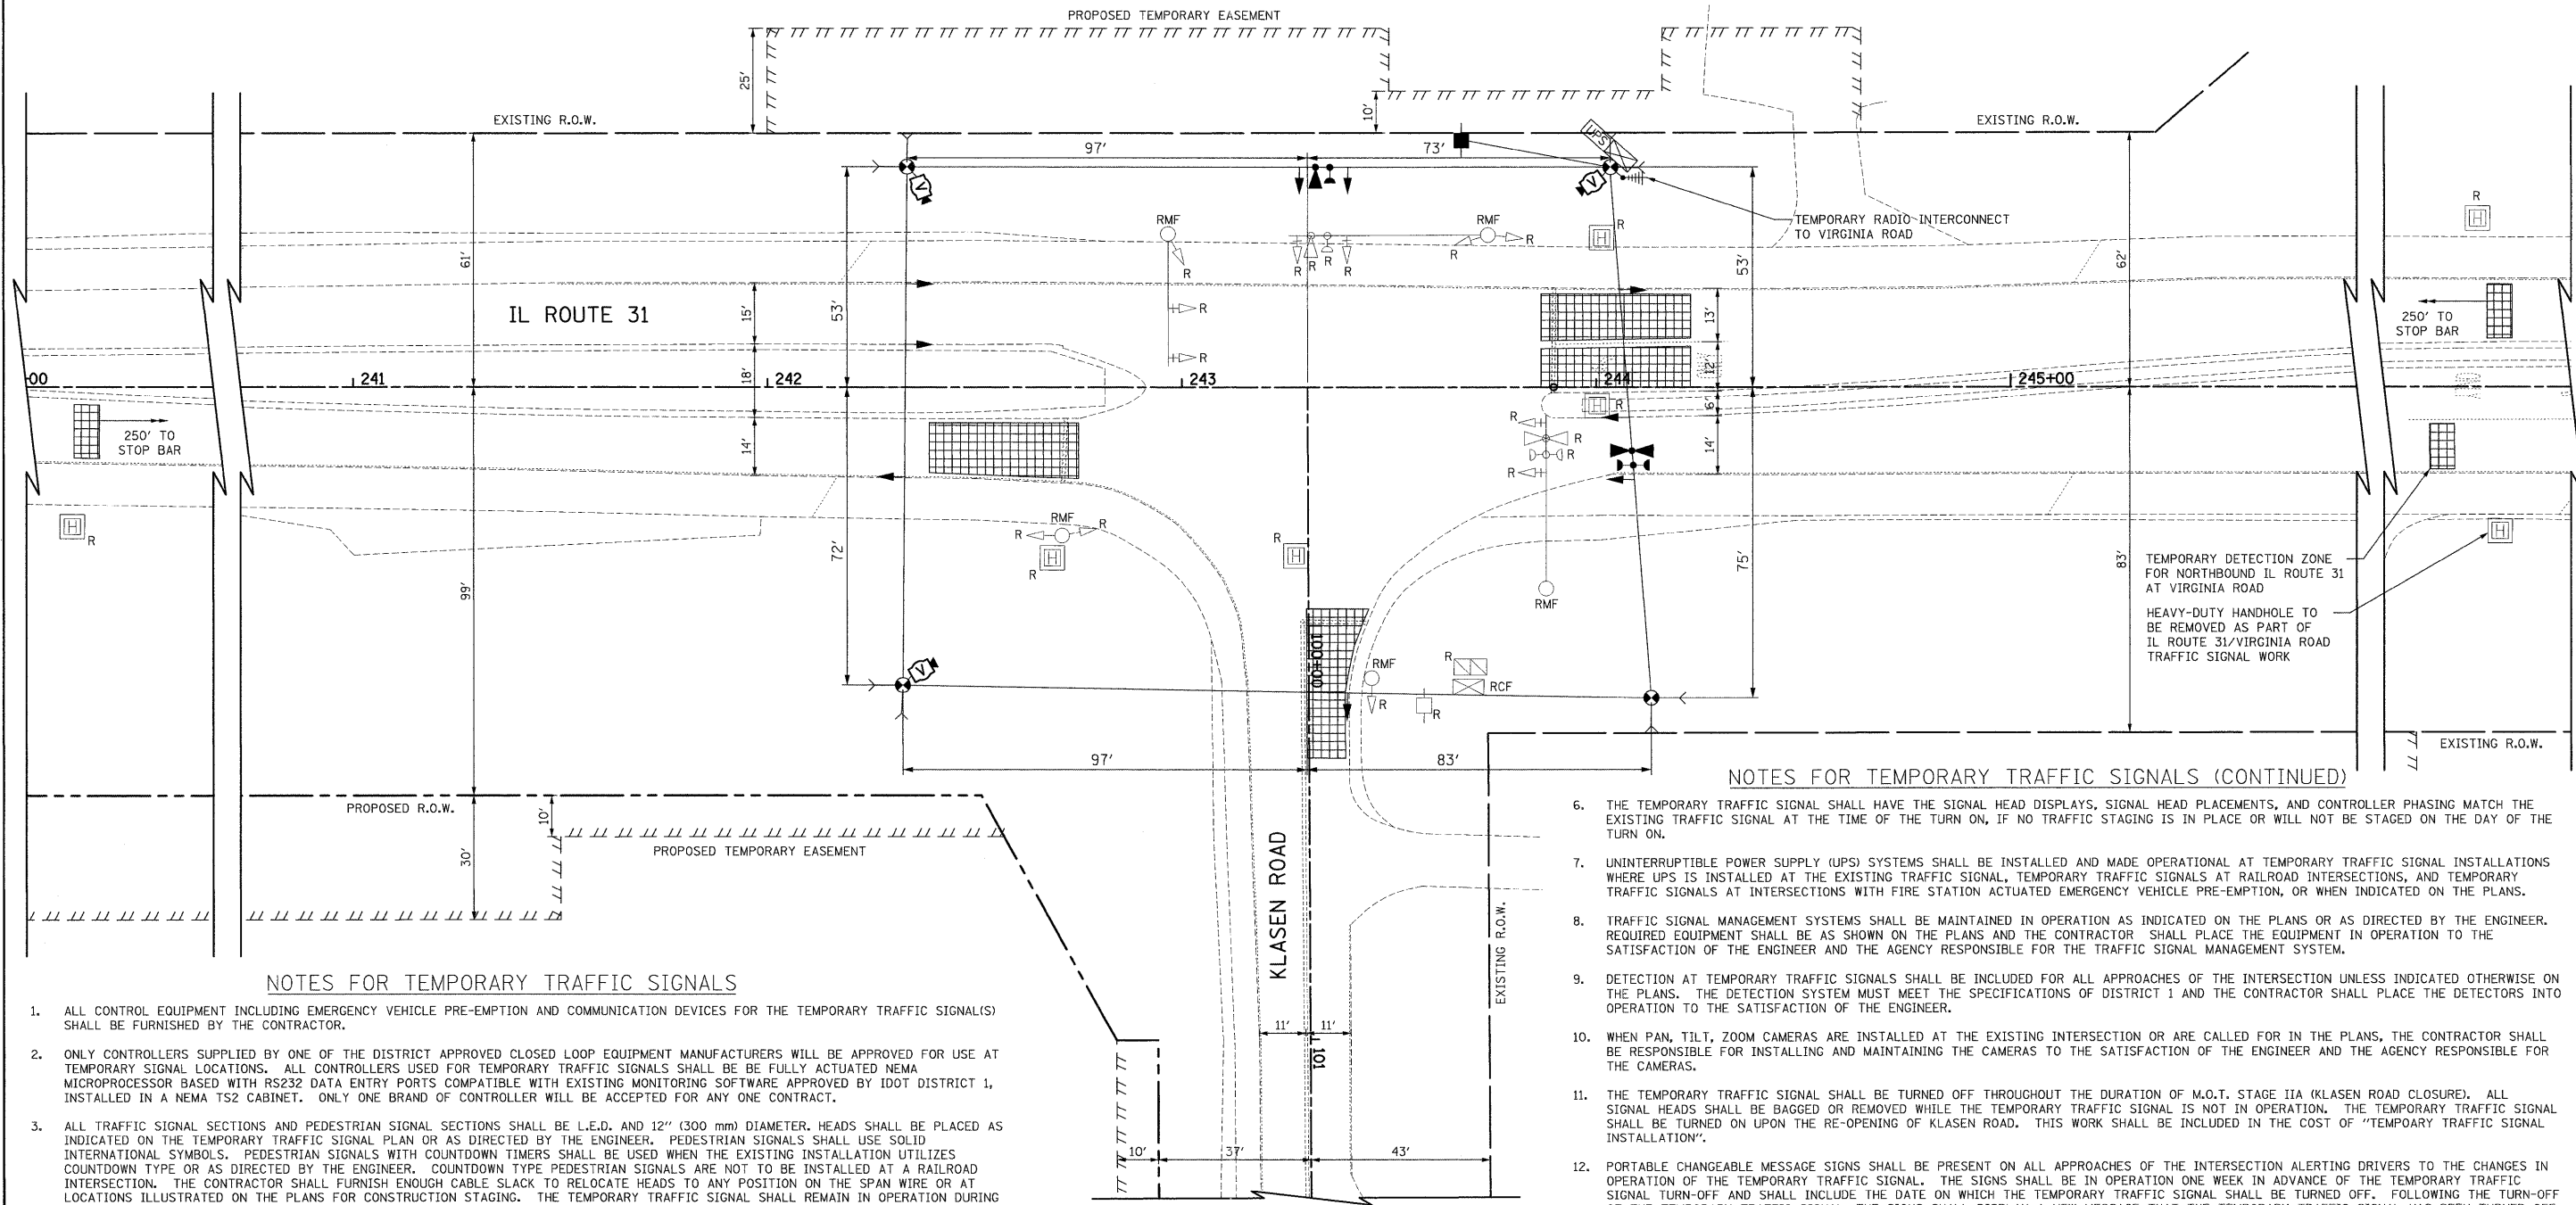 PROPOSED TEMPORARY EASEMENT
25'
10'
EXISTING R.O.W.
EXISTING R.O.W.
97'
73'
UPS
V
V
R
H
R
H
TEMPORARY RADIO INTERCONNECT
TO VIRGINIA ROAD
RMF
RMF
R
R
R
R
R
R
R
R
R
61'
53'
53'
62'
IL ROUTE 31
15'
18'
14'
13'
12'
6'
14'
250' TO
STOP BAR
00
241
242
243
244
245+00
250' TO
STOP BAR
H
R
R
R
R
R
H
R
RMF
R
R
H
R
R
H
RMF
H
72'
75'
99'
83'
TEMPORARY DETECTION ZONE
FOR NORTHBOUND IL ROUTE 31
AT VIRGINIA ROAD
HEAVY-DUTY HANDHOLE TO
BE REMOVED AS PART OF
IL ROUTE 31/VIRGINIA ROAD
TRAFFIC SIGNAL WORK
V
100+00
RMF
R
R
RCF
R
97'
83'
EXISTING R.O.W.
PROPOSED R.O.W.
10'
30'
PROPOSED TEMPORARY EASEMENT
KLASEN ROAD
EXISTING R.O.W.
11'
11'
101
10'
37'
43'
NOTES FOR TEMPORARY TRAFFIC SIGNALS
1. ALL CONTROL EQUIPMENT INCLUDING EMERGENCY VEHICLE PRE-EMPTION AND COMMUNICATION DEVICES FOR THE TEMPORARY TRAFFIC SIGNAL(S)
SHALL BE FURNISHED BY THE CONTRACTOR.
2. ONLY CONTROLLERS SUPPLIED BY ONE OF THE DISTRICT APPROVED CLOSED LOOP EQUIPMENT MANUFACTURERS WILL BE APPROVED FOR USE AT
TEMPORARY SIGNAL LOCATIONS. ALL CONTROLLERS USED FOR TEMPORARY TRAFFIC SIGNALS SHALL BE BE FULLY ACTUATED NEMA
MICROPROCESSOR BASED WITH RS232 DATA ENTRY PORTS COMPATIBLE WITH EXISTING MONITORING SOFTWARE APPROVED BY IDOT DISTRICT 1,
INSTALLED IN A NEMA TS2 CABINET. ONLY ONE BRAND OF CONTROLLER WILL BE ACCEPTED FOR ANY ONE CONTRACT.
3. ALL TRAFFIC SIGNAL SECTIONS AND PEDESTRIAN SIGNAL SECTIONS SHALL BE L.E.D. AND 12" (300 mm) DIAMETER. HEADS SHALL BE PLACED AS
INDICATED ON THE TEMPORARY TRAFFIC SIGNAL PLAN OR AS DIRECTED BY THE ENGINEER. PEDESTRIAN SIGNALS SHALL USE SOLID
INTERNATIONAL SYMBOLS. PEDESTRIAN SIGNALS WITH COUNTDOWN TIMERS SHALL BE USED WHEN THE EXISTING INSTALLATION UTILIZES
COUNTDOWN TYPE OR AS DIRECTED BY THE ENGINEER. COUNTDOWN TYPE PEDESTRIAN SIGNALS ARE NOT TO BE INSTALLED AT A RAILROAD
INTERSECTION. THE CONTRACTOR SHALL FURNISH ENOUGH CABLE SLACK TO RELOCATE HEADS TO ANY POSITION ON THE SPAN WIRE OR AT
LOCATIONS ILLUSTRATED ON THE PLANS FOR CONSTRUCTION STAGING. THE TEMPORARY TRAFFIC SIGNAL SHALL REMAIN IN OPERATION DURING
NOTES FOR TEMPORARY TRAFFIC SIGNALS (CONTINUED)
6. THE TEMPORARY TRAFFIC SIGNAL SHALL HAVE THE SIGNAL HEAD DISPLAYS, SIGNAL HEAD PLACEMENTS, AND CONTROLLER PHASING MATCH THE
EXISTING TRAFFIC SIGNAL AT THE TIME OF THE TURN ON, IF NO TRAFFIC STAGING IS IN PLACE OR WILL NOT BE STAGED ON THE DAY OF THE
TURN ON.
7. UNINTERRUPTIBLE POWER SUPPLY (UPS) SYSTEMS SHALL BE INSTALLED AND MADE OPERATIONAL AT TEMPORARY TRAFFIC SIGNAL INSTALLATIONS
WHERE UPS IS INSTALLED AT THE EXISTING TRAFFIC SIGNAL, TEMPORARY TRAFFIC SIGNALS AT RAILROAD INTERSECTIONS, AND TEMPORARY
TRAFFIC SIGNALS AT INTERSECTIONS WITH FIRE STATION ACTUATED EMERGENCY VEHICLE PRE-EMPTION, OR WHEN INDICATED ON THE PLANS.
8. TRAFFIC SIGNAL MANAGEMENT SYSTEMS SHALL BE MAINTAINED IN OPERATION AS INDICATED ON THE PLANS OR AS DIRECTED BY THE ENGINEER.
REQUIRED EQUIPMENT SHALL BE AS SHOWN ON THE PLANS AND THE CONTRACTOR SHALL PLACE THE EQUIPMENT IN OPERATION TO THE
SATISFACTION OF THE ENGINEER AND THE AGENCY RESPONSIBLE FOR THE TRAFFIC SIGNAL MANAGEMENT SYSTEM.
9. DETECTION AT TEMPORARY TRAFFIC SIGNALS SHALL BE INCLUDED FOR ALL APPROACHES OF THE INTERSECTION UNLESS INDICATED OTHERWISE ON
THE PLANS. THE DETECTION SYSTEM MUST MEET THE SPECIFICATIONS OF DISTRICT 1 AND THE CONTRACTOR SHALL PLACE THE DETECTORS INTO
OPERATION TO THE SATISFACTION OF THE ENGINEER.
10. WHEN PAN, TILT, ZOOM CAMERAS ARE INSTALLED AT THE EXISTING INTERSECTION OR ARE CALLED FOR IN THE PLANS, THE CONTRACTOR SHALL
BE RESPONSIBLE FOR INSTALLING AND MAINTAINING THE CAMERAS TO THE SATISFACTION OF THE ENGINEER AND THE AGENCY RESPONSIBLE FOR
THE CAMERAS.
11. THE TEMPORARY TRAFFIC SIGNAL SHALL BE TURNED OFF THROUGHOUT THE DURATION OF M.O.T. STAGE IIA (KLASEN ROAD CLOSURE). ALL
SIGNAL HEADS SHALL BE BAGGED OR REMOVED WHILE THE TEMPORARY TRAFFIC SIGNAL IS NOT IN OPERATION. THE TEMPORARY TRAFFIC SIGNAL
SHALL BE TURNED ON UPON THE RE-OPENING OF KLASEN ROAD. THIS WORK SHALL BE INCLUDED IN THE COST OF "TEMPOARY TRAFFIC SIGNAL
INSTALLATION".
12. PORTABLE CHANGEABLE MESSAGE SIGNS SHALL BE PRESENT ON ALL APPROACHES OF THE INTERSECTION ALERTING DRIVERS TO THE CHANGES IN
OPERATION OF THE TEMPORARY TRAFFIC SIGNAL. THE SIGNS SHALL BE IN OPERATION ONE WEEK IN ADVANCE OF THE TEMPORARY TRAFFIC
SIGNAL TURN-OFF AND SHALL INCLUDE THE DATE ON WHICH THE TEMPORARY TRAFFIC SIGNAL SHALL BE TURNED OFF. FOLLOWING THE TURN-OFF